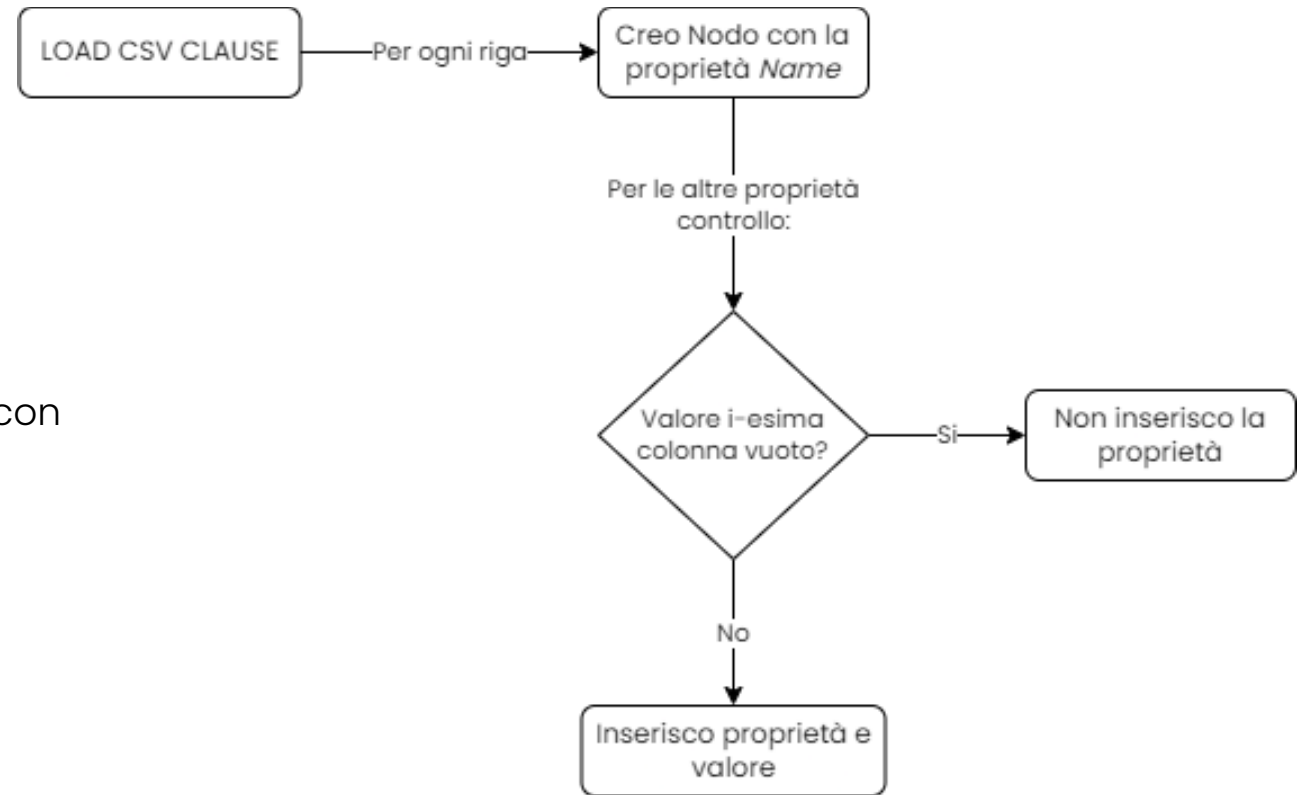 LOAD CSV CLAUSE
Per ogni riga
Creo Nodo con la
proprietà Name
Per le altre proprietà
controllo:
con
Valore i-esima
colonna vuoto?
Si
Non inserisco la
proprietà
No
Inserisco proprietà e
valore